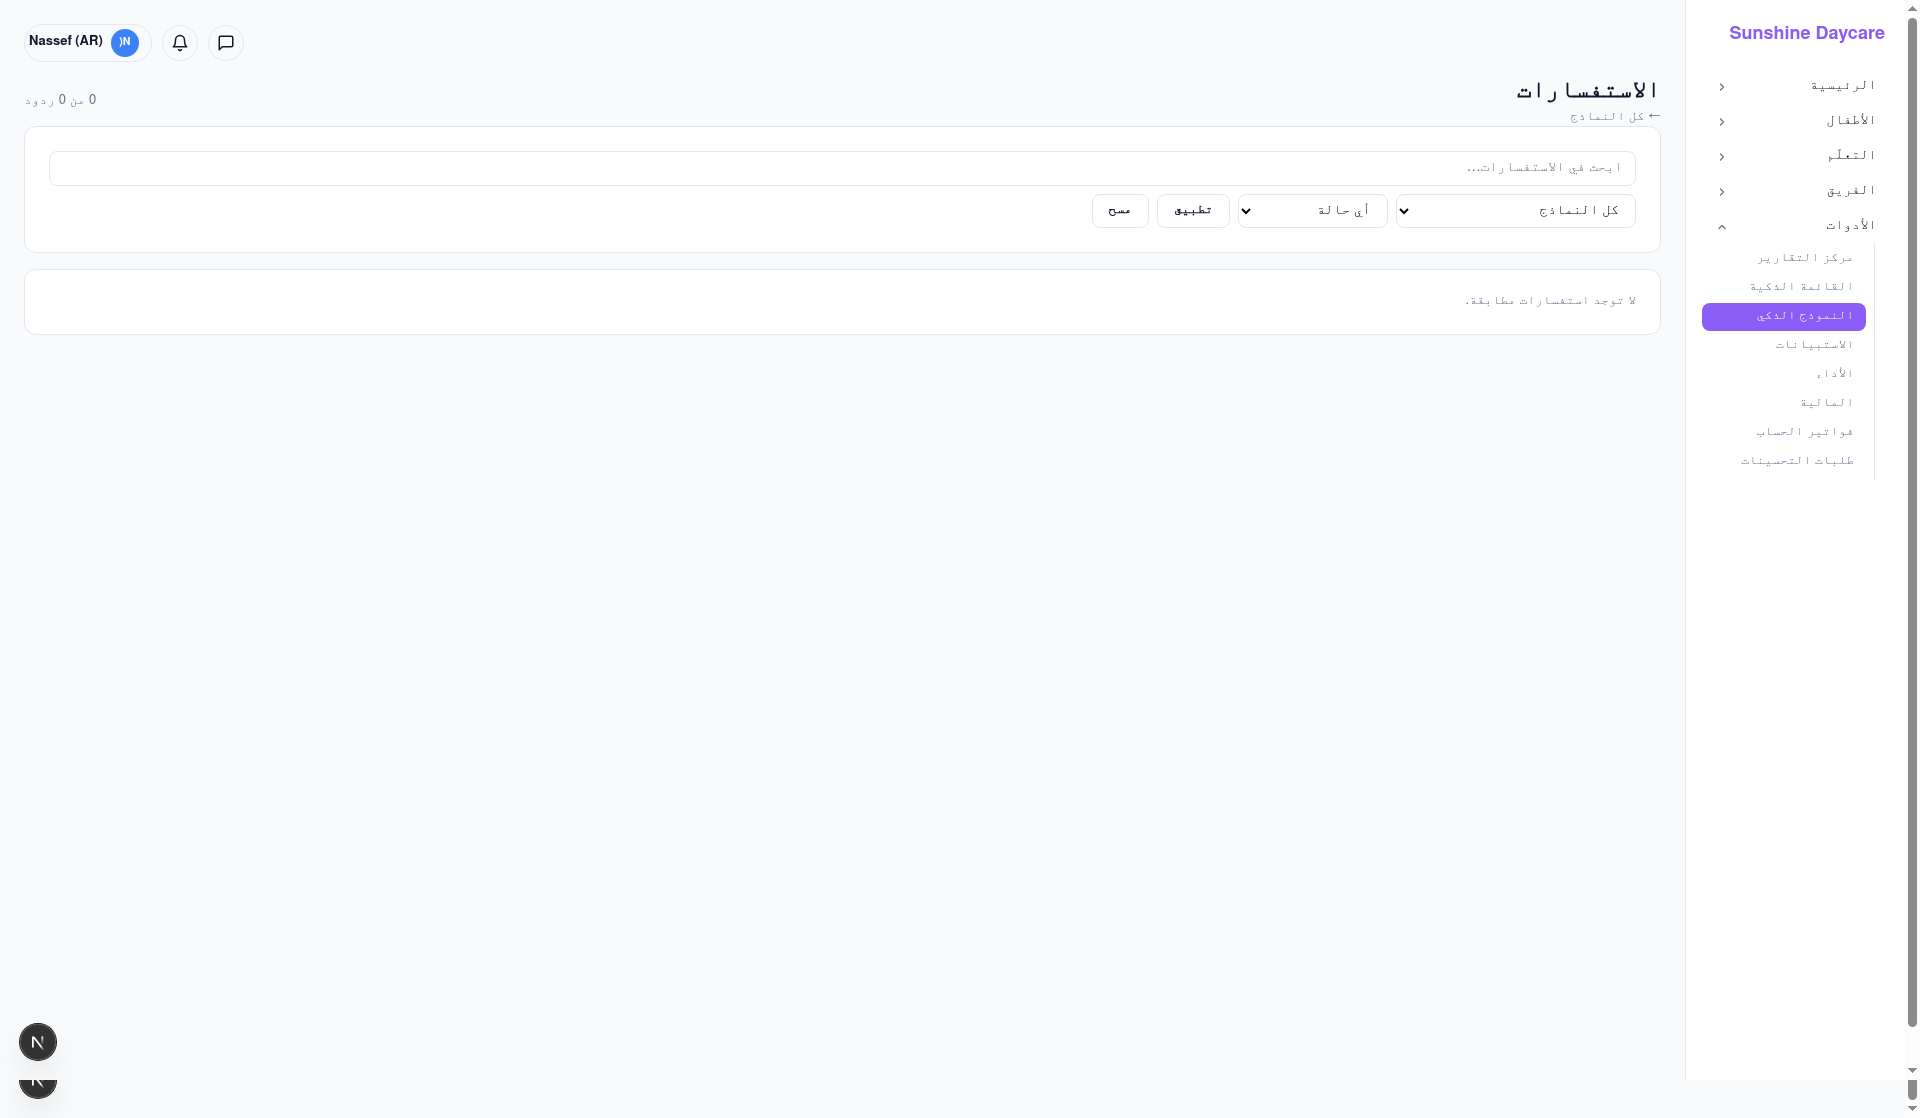 Sunshine Daycare
الرئيسية
الأطفال
التعلّم
الفريق
الأدوات
مركز التقارير
القائمة الذكية
النموذج الذكي
الاستبيانات
الأداء
المالية
فواتير الحساب
طلبات التحسينات
Nassef (AR)
N(
الاستفسارات
← كل النماذج
0 من 0 ردود
ابحث في الاستفسارات...
كل النماذج
أي حالة
تطبيق
مسح
لا توجد استفسارات مطابقة.
N
N